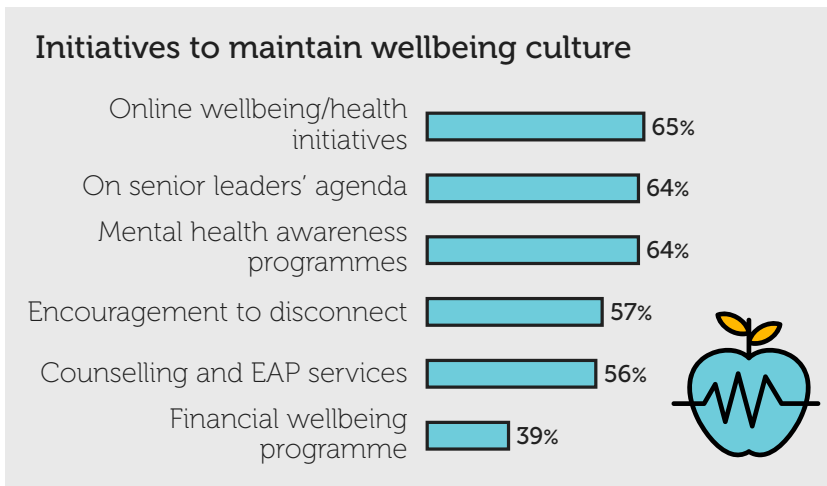 Initiatives to maintain wellbeing culture
Online wellbeing/health
initiatives
65%
On senior leaders’ agenda
64%
Mental health awareness
programmes
64%
Encouragement to disconnect
57%
Counselling and EAP services
56%
Financial wellbeing
programme
39%